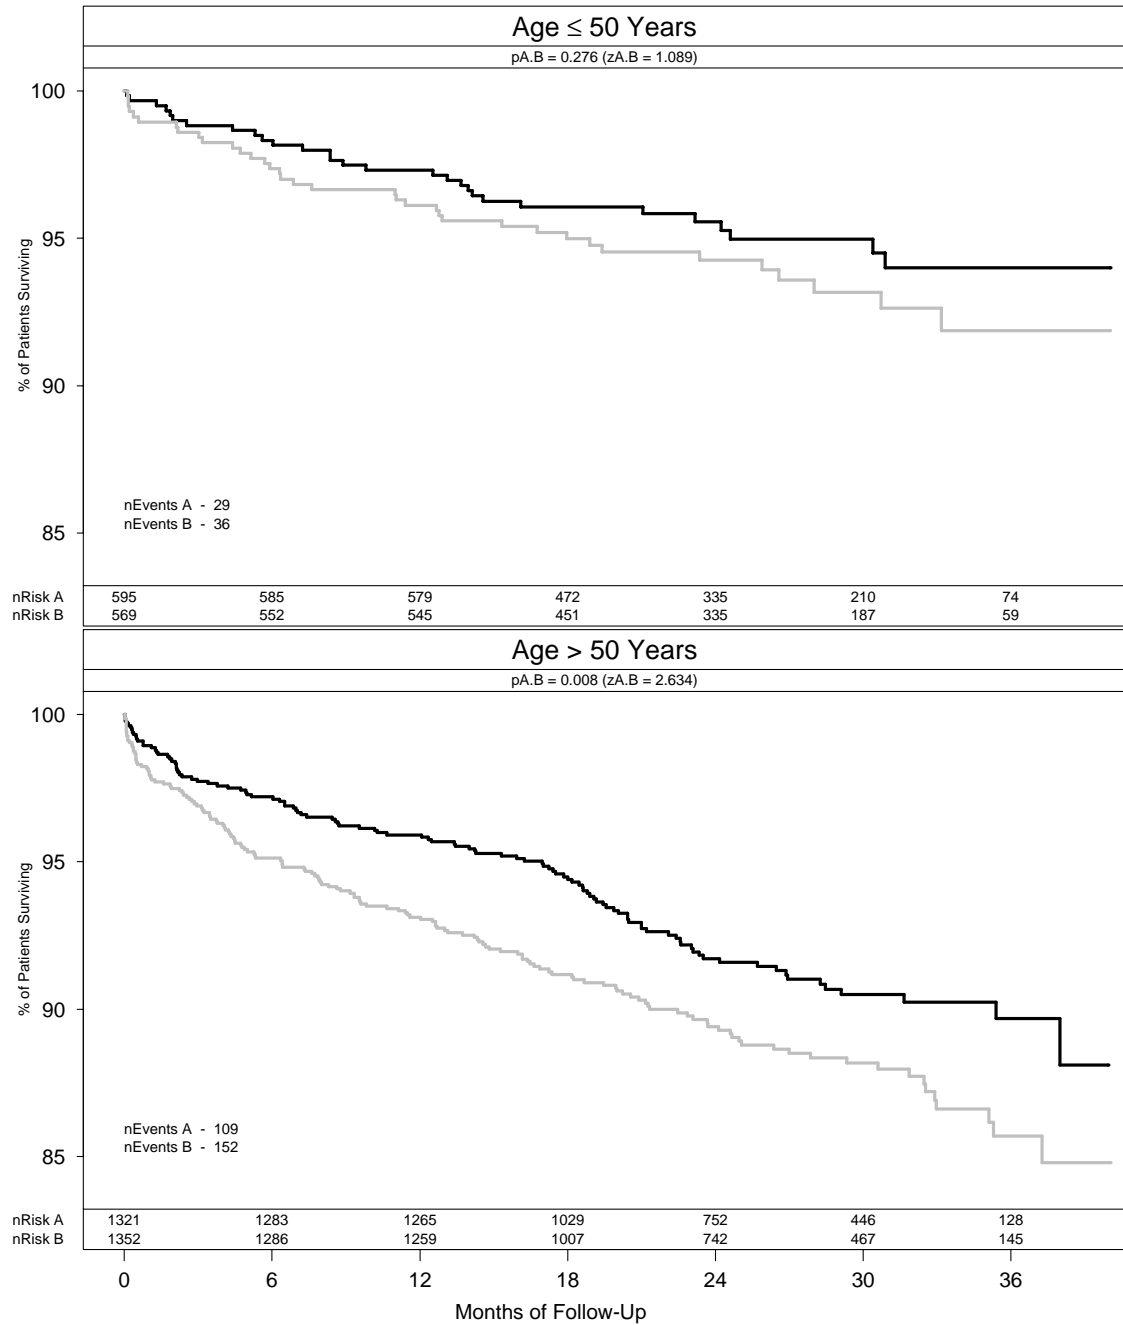 Age ≤ 50 Years
pA.B = 0.276 (zA.B = 1.089)
100
95
90
85
% of Patients Surviving
nEvents A - 29
nEvents B - 36
nRisk A 595 585 579 472 335 210 74
nRisk B 569 552 545 451 335 187 59
Age > 50 Years
pA.B = 0.008 (zA.B = 2.634)
100
95
90
85
% of Patients Surviving
nEvents A - 109
nEvents B - 152
nRisk A 1321 1283 1265 1029 752 446 128
nRisk B 1352 1286 1259 1007 742 467 145
0 6 12 18 24 30 36
Months of Follow-Up